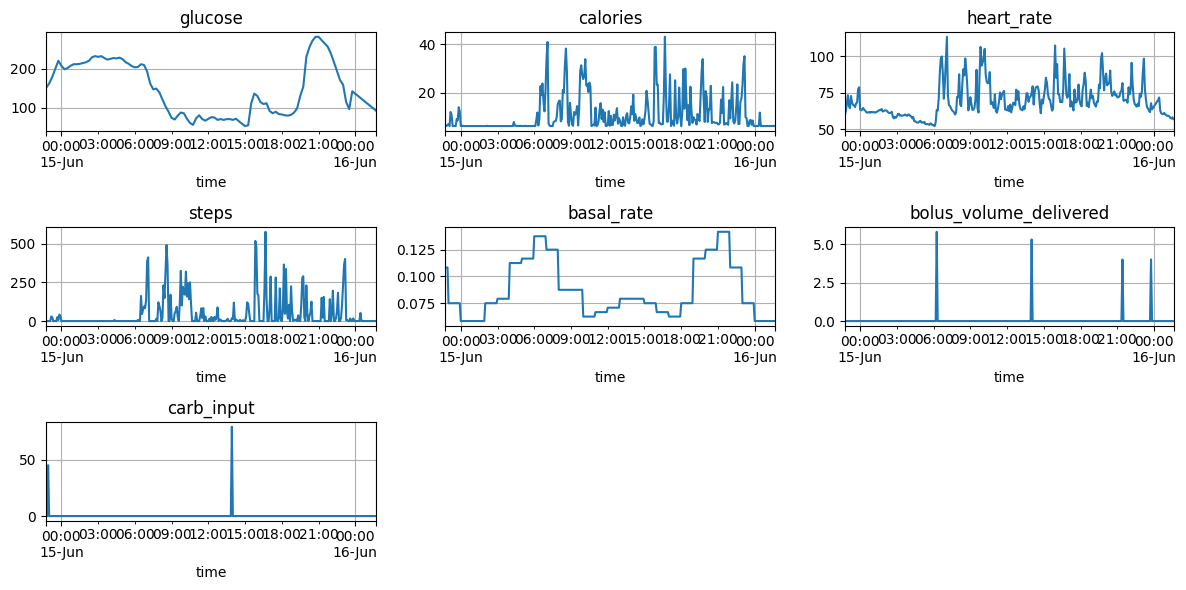 glucose
calories
heart_rate
200
100
40
20
100
75
50
00:00 03:00 06:00 09:00 12:00 15:00 18:00 21:00 00:00
15-Jun 16-Jun
time
00:00 03:00 06:00 09:00 12:00 15:00 18:00 21:00 00:00
15-Jun 16-Jun
time
00:00 03:00 06:00 09:00 12:00 15:00 18:00 21:00 00:00
15-Jun 16-Jun
time
steps
basal_rate
bolus_volume_delivered
500
250
0
0.125
0.100
0.075
5.0
2.5
0.0
00:00 03:00 06:00 09:00 12:00 15:00 18:00 21:00 00:00
15-Jun 16-Jun
time
00:00 03:00 06:00 09:00 12:00 15:00 18:00 21:00 00:00
15-Jun 16-Jun
time
00:00 03:00 06:00 09:00 12:00 15:00 18:00 21:00 00:00
15-Jun 16-Jun
time
carb_input
50
0
00:00 03:00 06:00 09:00 12:00 15:00 18:00 21:00 00:00
15-Jun 16-Jun
time